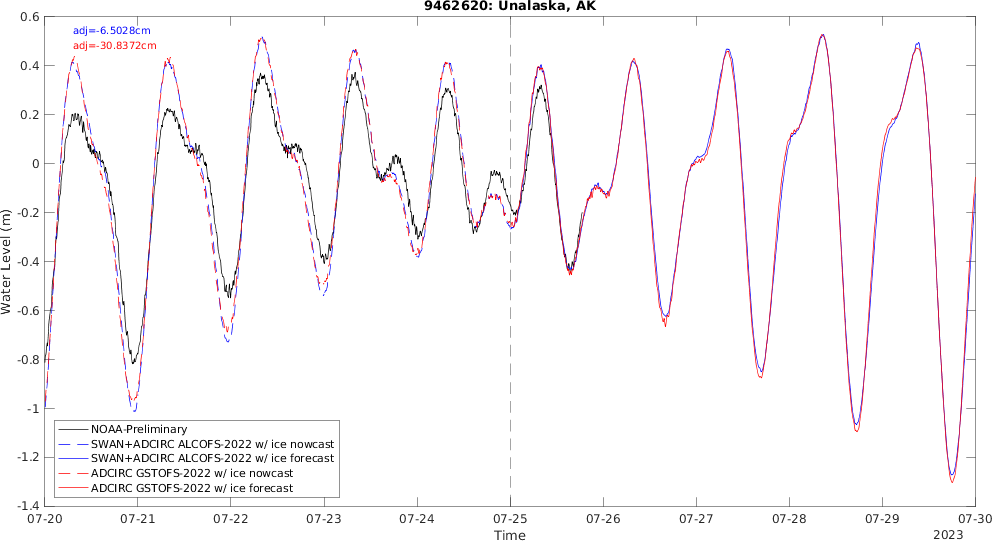 9462620: Unalaska, AK
adj=-6.5028cm
adj=-30.8372cm
0.6
0.4
0.2
0
-0.2
-0.4
-0.6
-0.8
-1
-1.2
-1.4
Water Level (m)
NOAA-Preliminary
SWAN+ADCIRC ALCOFS-2022 w/ ice nowcast
SWAN+ADCIRC ALCOFS-2022 w/ ice forecast
ADCIRC GSTOFS-2022 w/ ice nowcast
ADCIRC GSTOFS-2022 w/ ice forecast
07-20 07-21 07-22 07-23 07-24 07-25 07-26 07-27 07-28 07-29 07-30
Time
2023